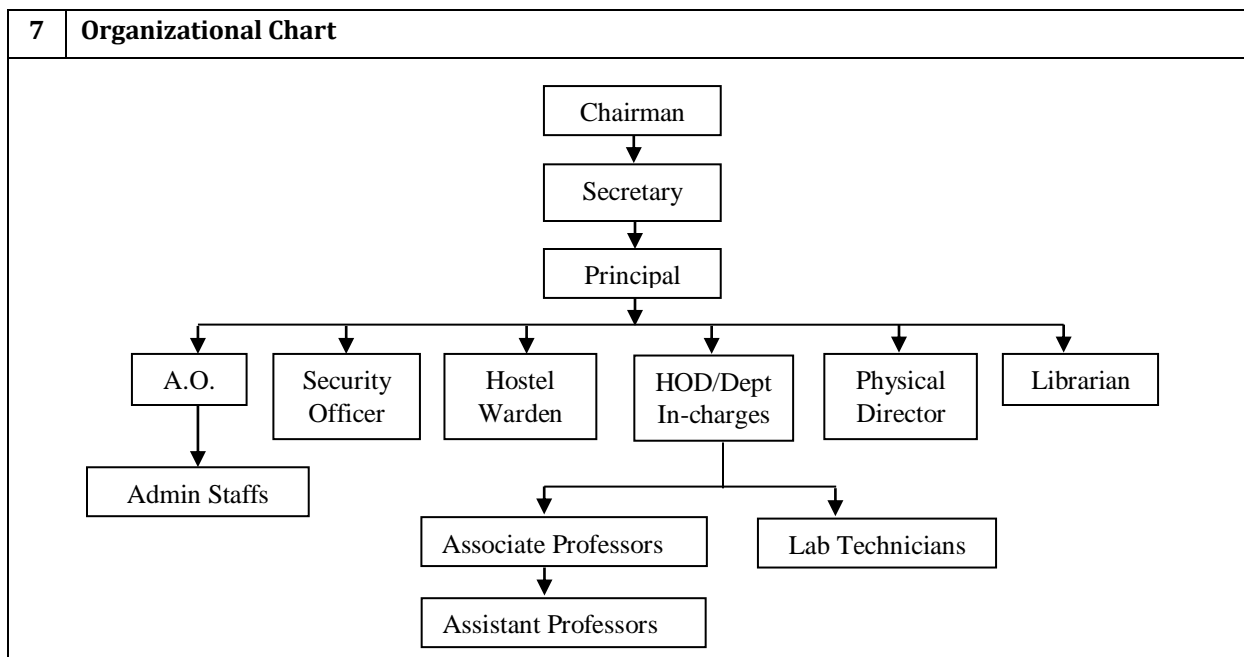 7 Organizational Chart
Chairman
Secretary
Principal
A.O.
Security
Officer
Hostel
Warden
HOD/Dept
In-charges
Physical
Director
Librarian
Admin Staffs
Associate Professors
Lab Technicians
Assistant Professors